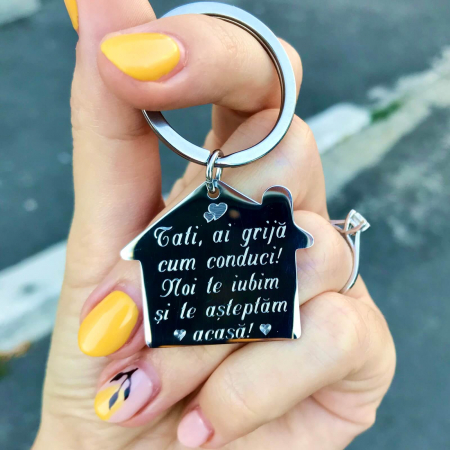 Tati, ai grijă
cum conduci!
Noi te iubim
și te așteptăm
acasă!